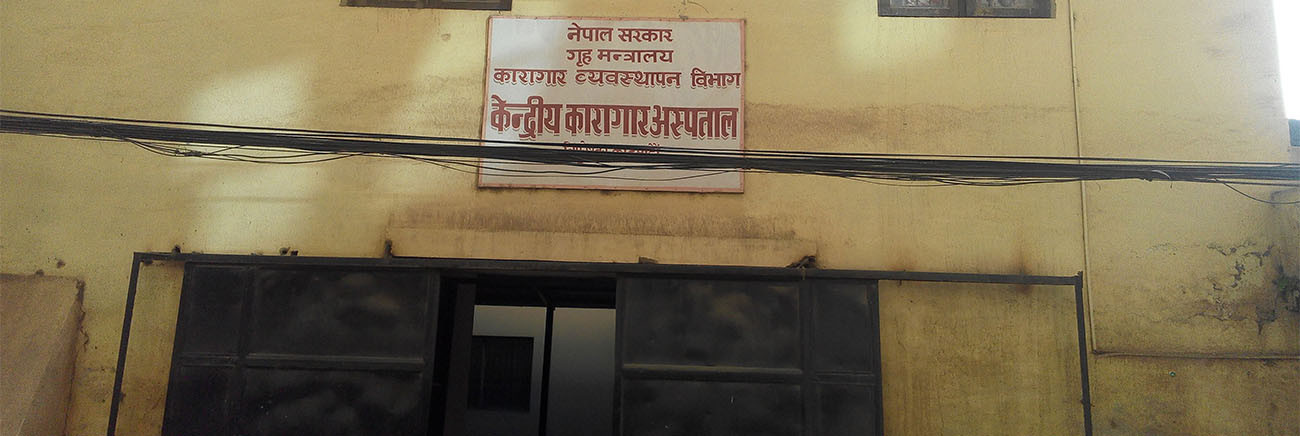 नेपाल सरकार
गृह मन्त्रालय
कारागार व्यवस्थापन विभाग
केन्द्रीय कारागार अस्पताल